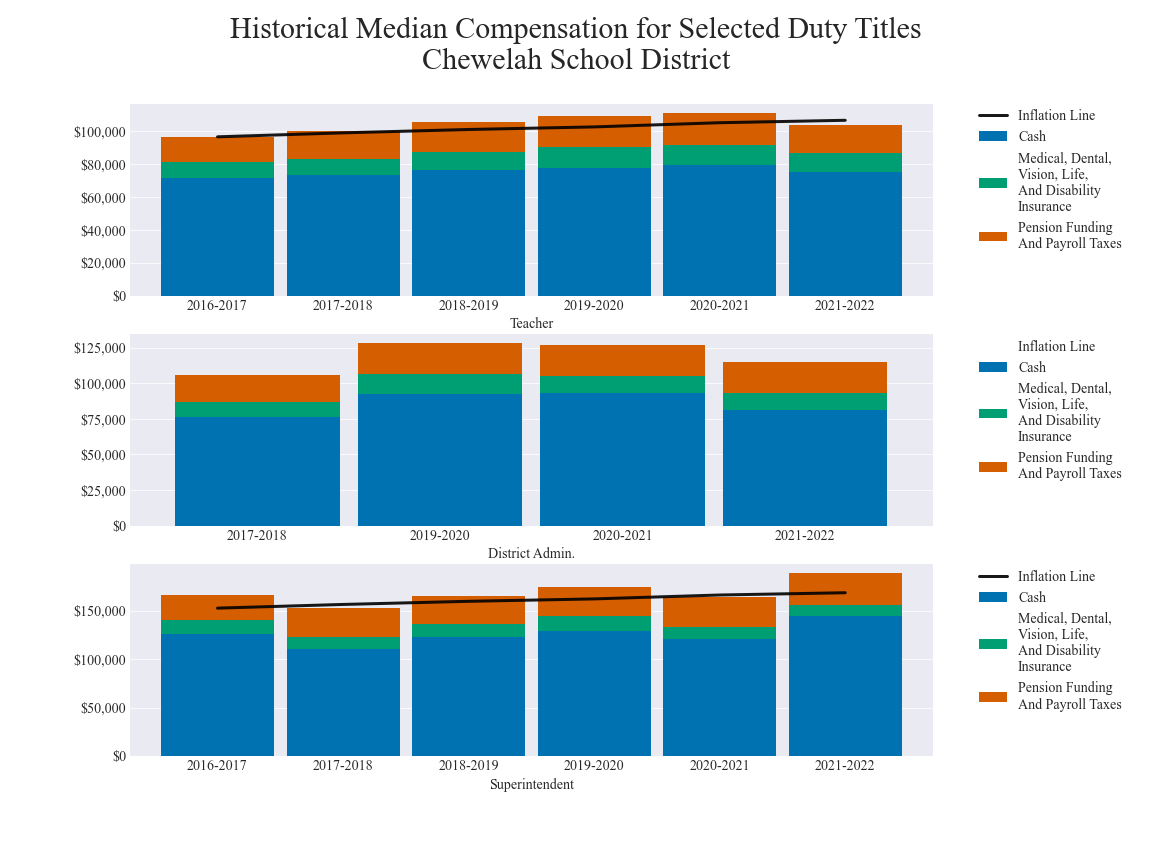 Historical Median Compensation for Selected Duty Titles
Chewelah School District
$100,000
$80,000
$60,000
$40,000
$20,000
$0
2016-2017
2017-2018
2018-2019
2019-2020
2020-2021
2021-2022
Teacher
Inflation Line
Cash
Medical, Dental,
Vision, Life,
And Disability
Insurance
Pension Funding
And Payroll Taxes
$125,000
$100,000
$75,000
$50,000
$25,000
$0
2017-2018
2019-2020
2020-2021
2021-2022
District Admin.
Inflation Line
Cash
Medical, Dental,
Vision, Life,
And Disability
Insurance
Pension Funding
And Payroll Taxes
$150,000
$100,000
$50,000
$0
2016-2017
2017-2018
2018-2019
2019-2020
2020-2021
2021-2022
Superintendent
Inflation Line
Cash
Medical, Dental,
Vision, Life,
And Disability
Insurance
Pension Funding
And Payroll Taxes